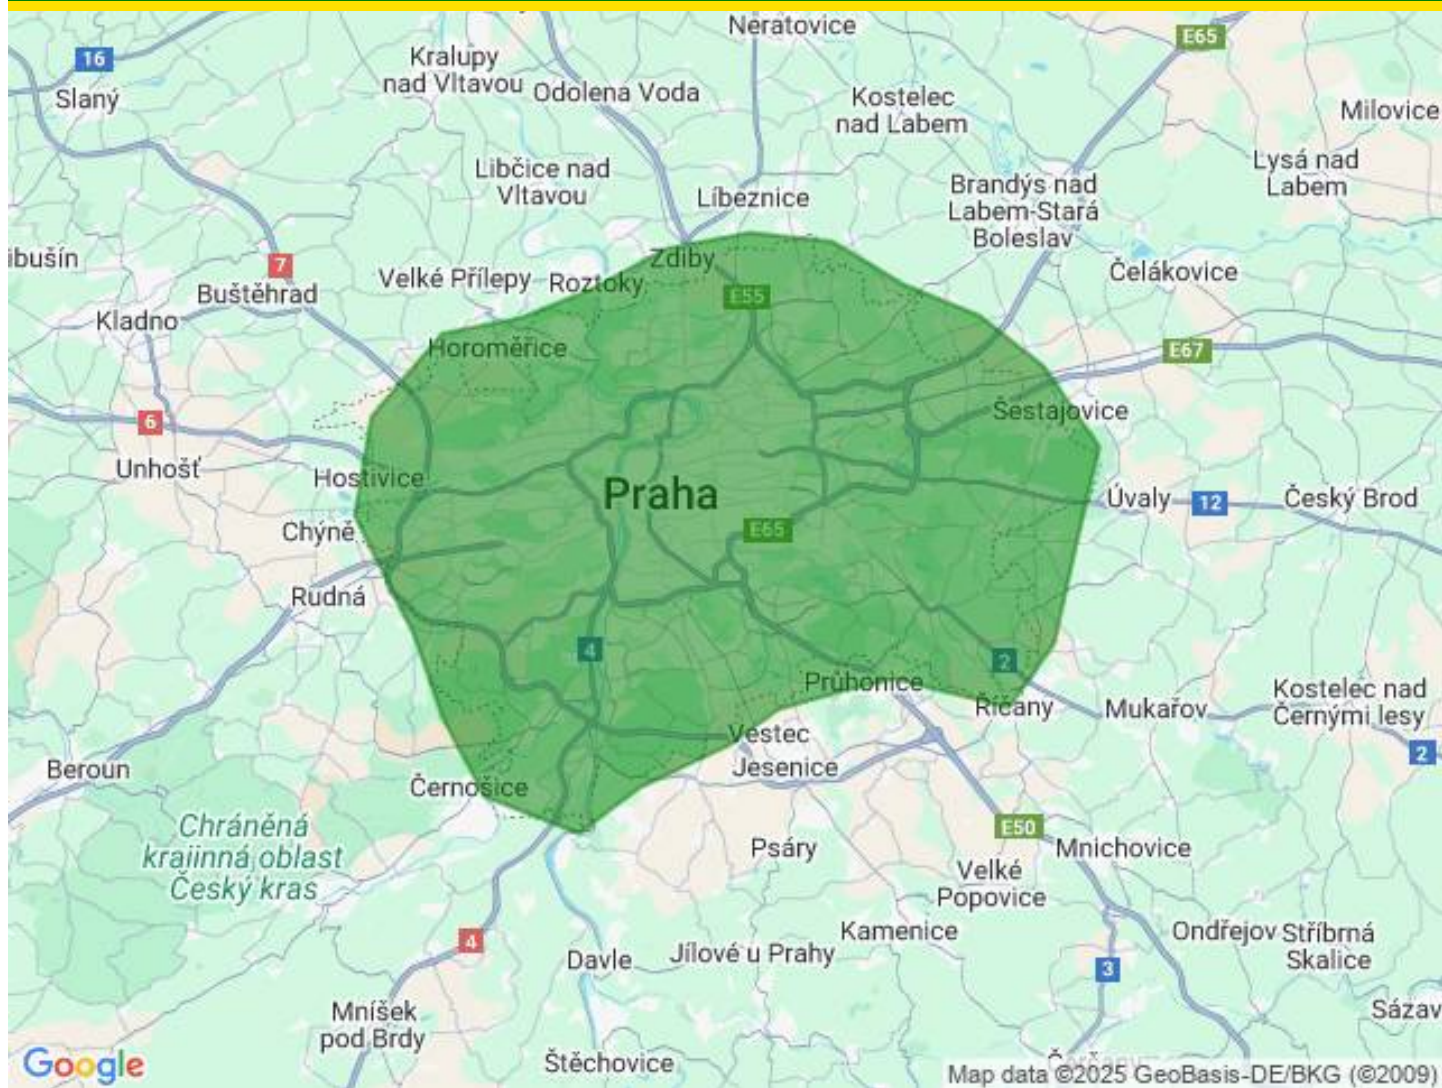 Neratovice
E65
16
Kralupy
nad Vltavou
Odolena Voda
Slaný
Kostelec
nad Labem
Milovice
Libčice nad
Vltavou
Líbeznice
Brandýs nad
Labem-Stará
Boleslav
Lysá nad
Labem
ibušín
7
Zdiby
Čelákovice
Velké Přílepy
Roztoky
Buštěhrad
E55
Kladno
Horoměřice
E67
6
Šestajovice
Unhošť
Hostivice
Praha
Úvaly
12
Český Brod
Chýně
E65
Rudná
4
2
Průhonice
Říčany
Mukařov
Kostelec nad
Černými lesy
Vestec
Jesenice
2
Beroun
Černošice
Chráněná
krajinná oblast
Český kras
E50
Psáry
Mnichovice
Velké
Popovice
4
Kamenice
Ondřejov
Stříbrná
Skalice
Davle
Jílové u Prahy
3
Mníšek
pod Brdy
Sázav
Štěchovice
Google
Map data ©2025 GeoBasis-DE/BKG (©2009)